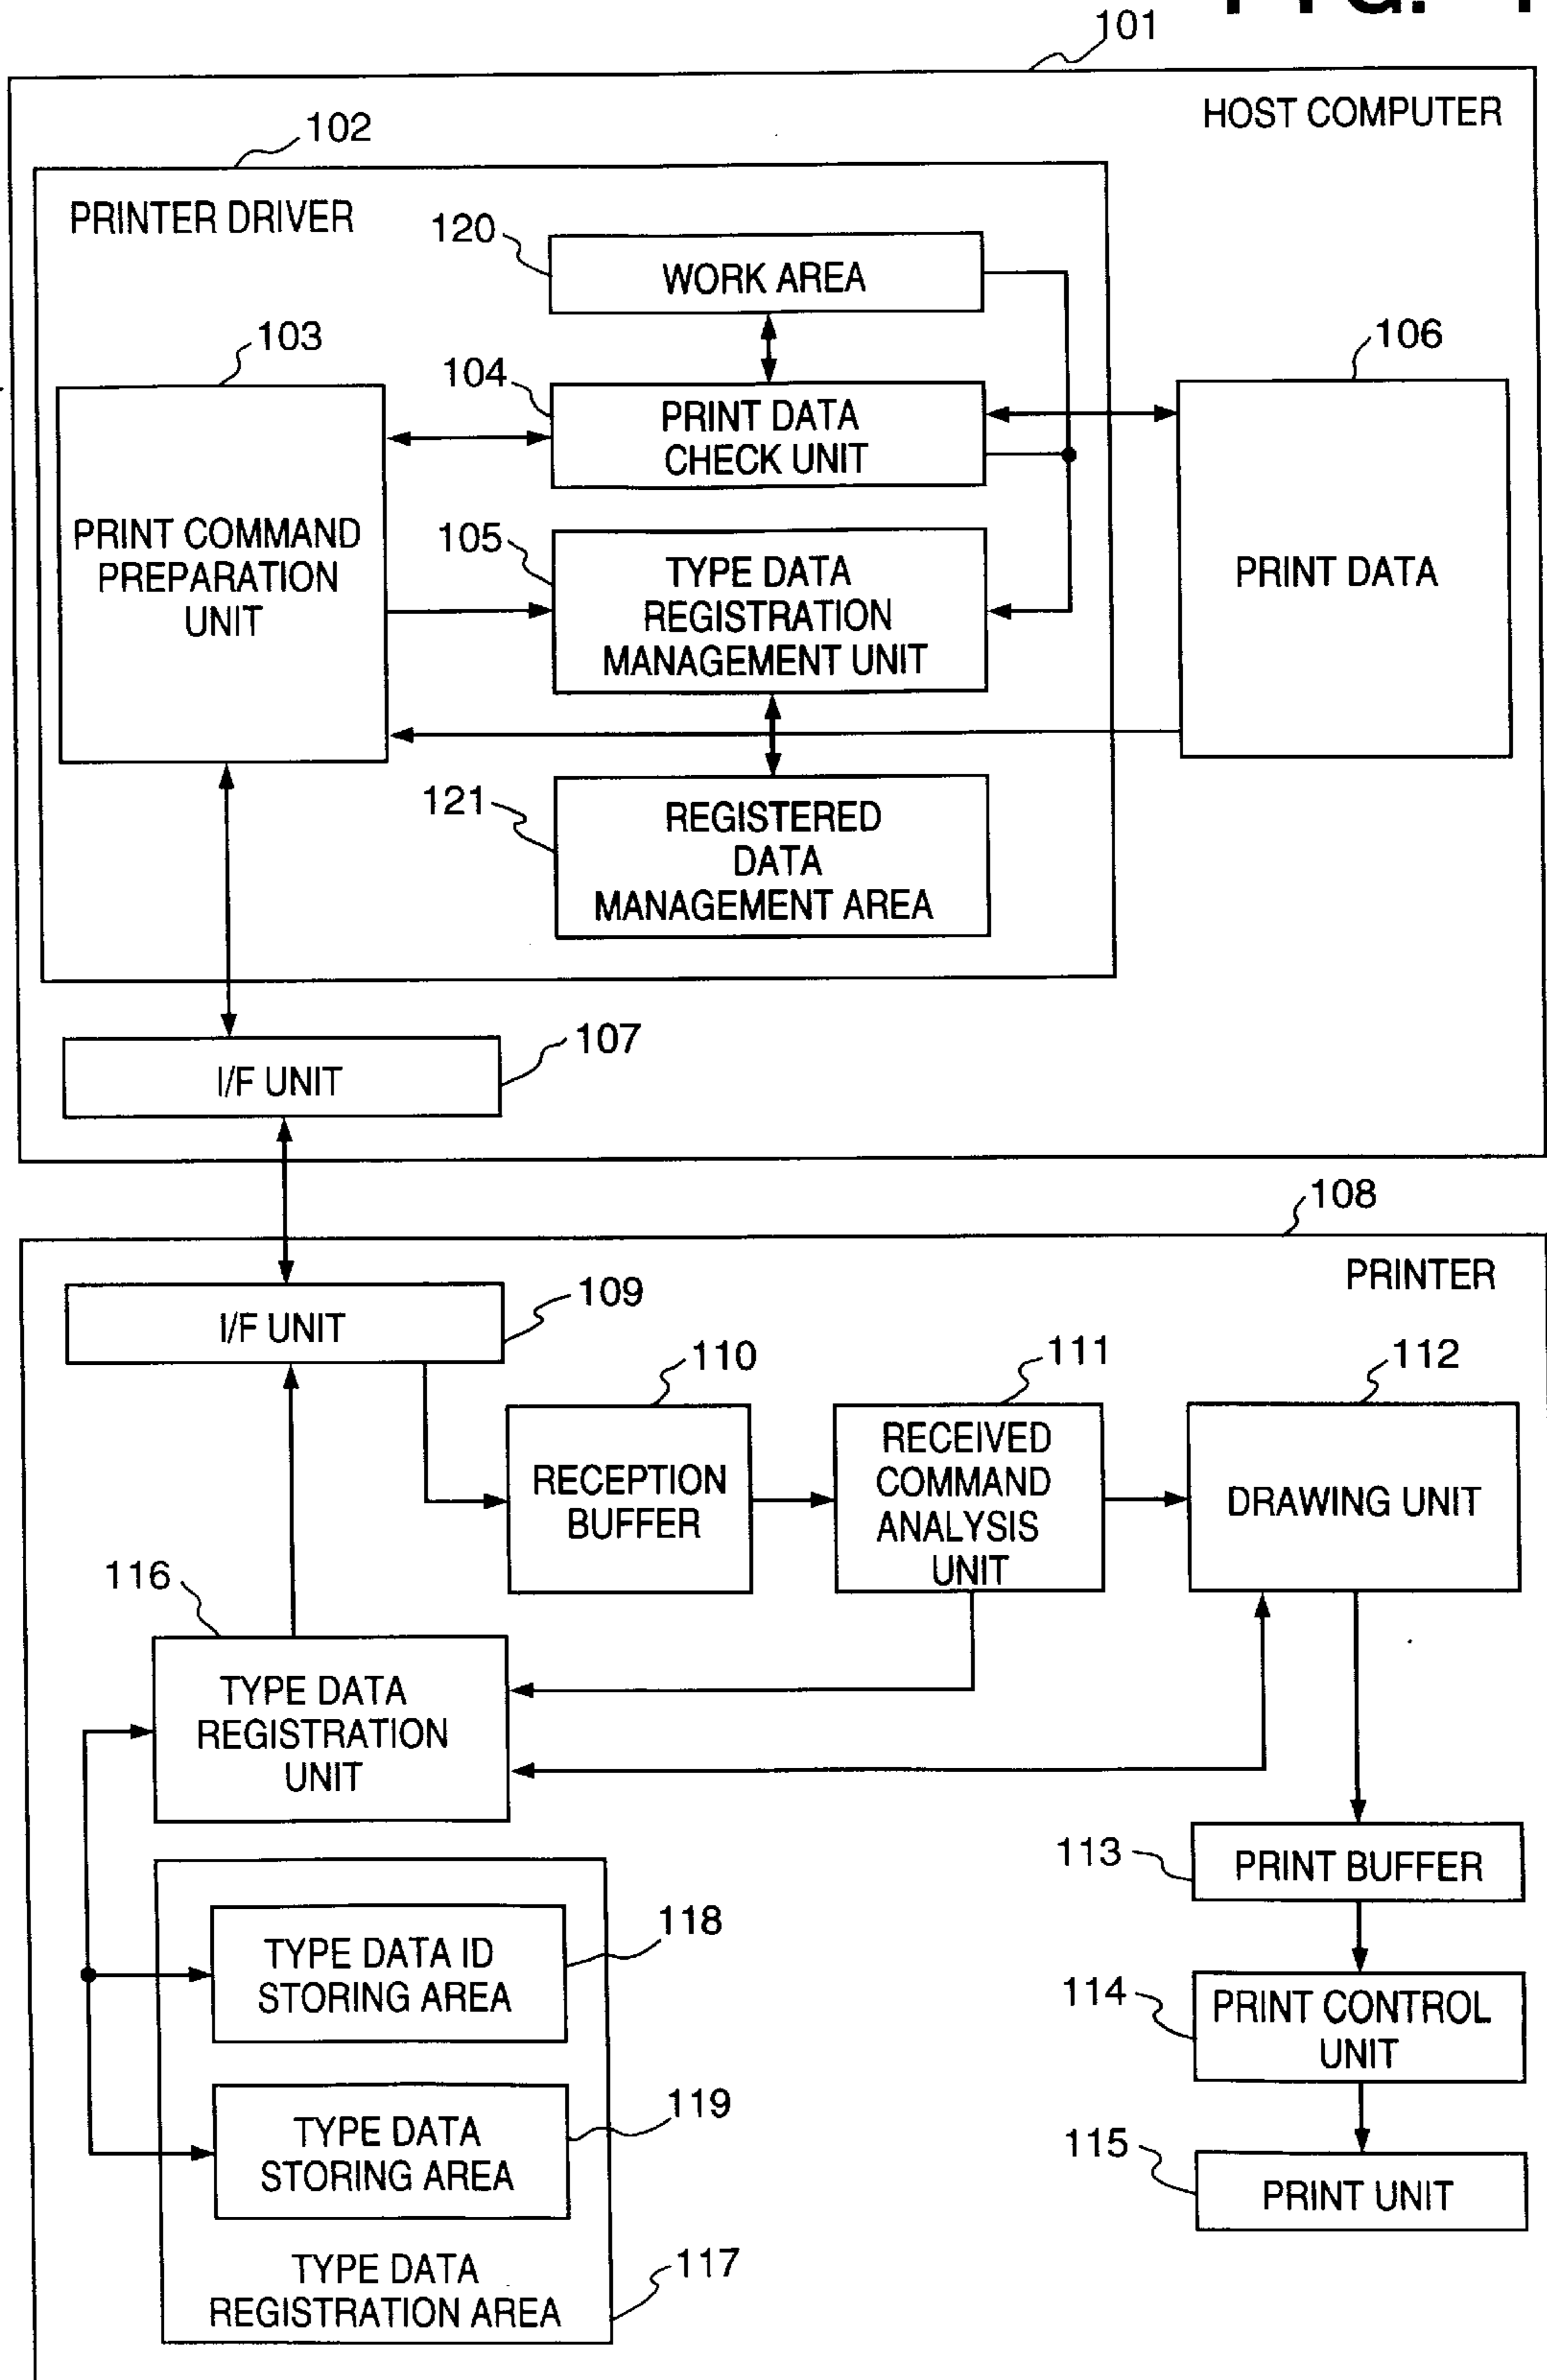 101
HOST COMPUTER
102
PRINTER DRIVER
120
WORK AREA
103
104
PRINT DATA
CHECK UNIT
106
PRINT COMMAND
PREPARATION
UNIT
105
TYPE DATA
REGISTRATION
MANAGEMENT UNIT
PRINT DATA
121
REGISTERED
DATA
MANAGEMENT AREA
107
I/F UNIT
108
PRINTER
109
I/F UNIT
110
RECEPTION
BUFFER
111
RECEIVED
COMMAND
ANALYSIS
UNIT
112
DRAWING UNIT
116
TYPE DATA
REGISTRATION
UNIT
113
PRINT BUFFER
118
TYPE DATA ID
STORING AREA
114
PRINT CONTROL
UNIT
119
TYPE DATA
STORING AREA
115
PRINT UNIT
117
TYPE DATA
REGISTRATION AREA